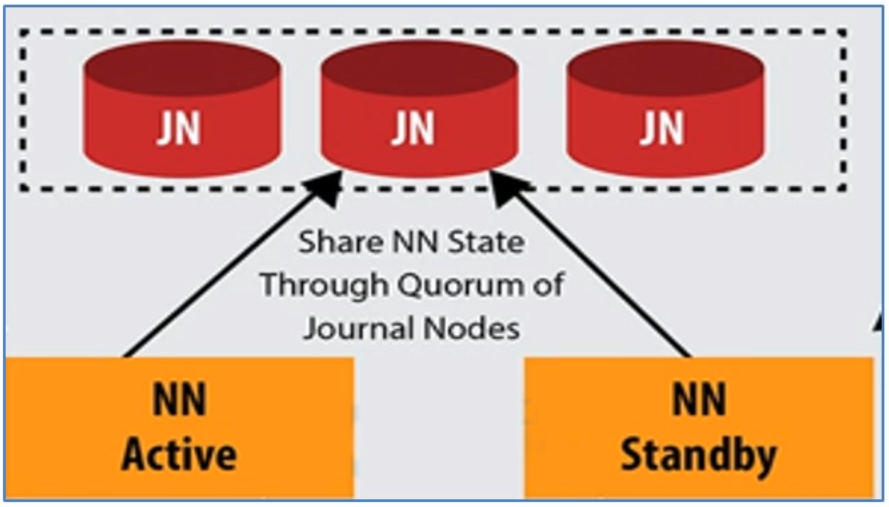 JN
JN
JN
Share NN State
Through Quorum of
Journal Nodes
NN
Active
NN
Standby